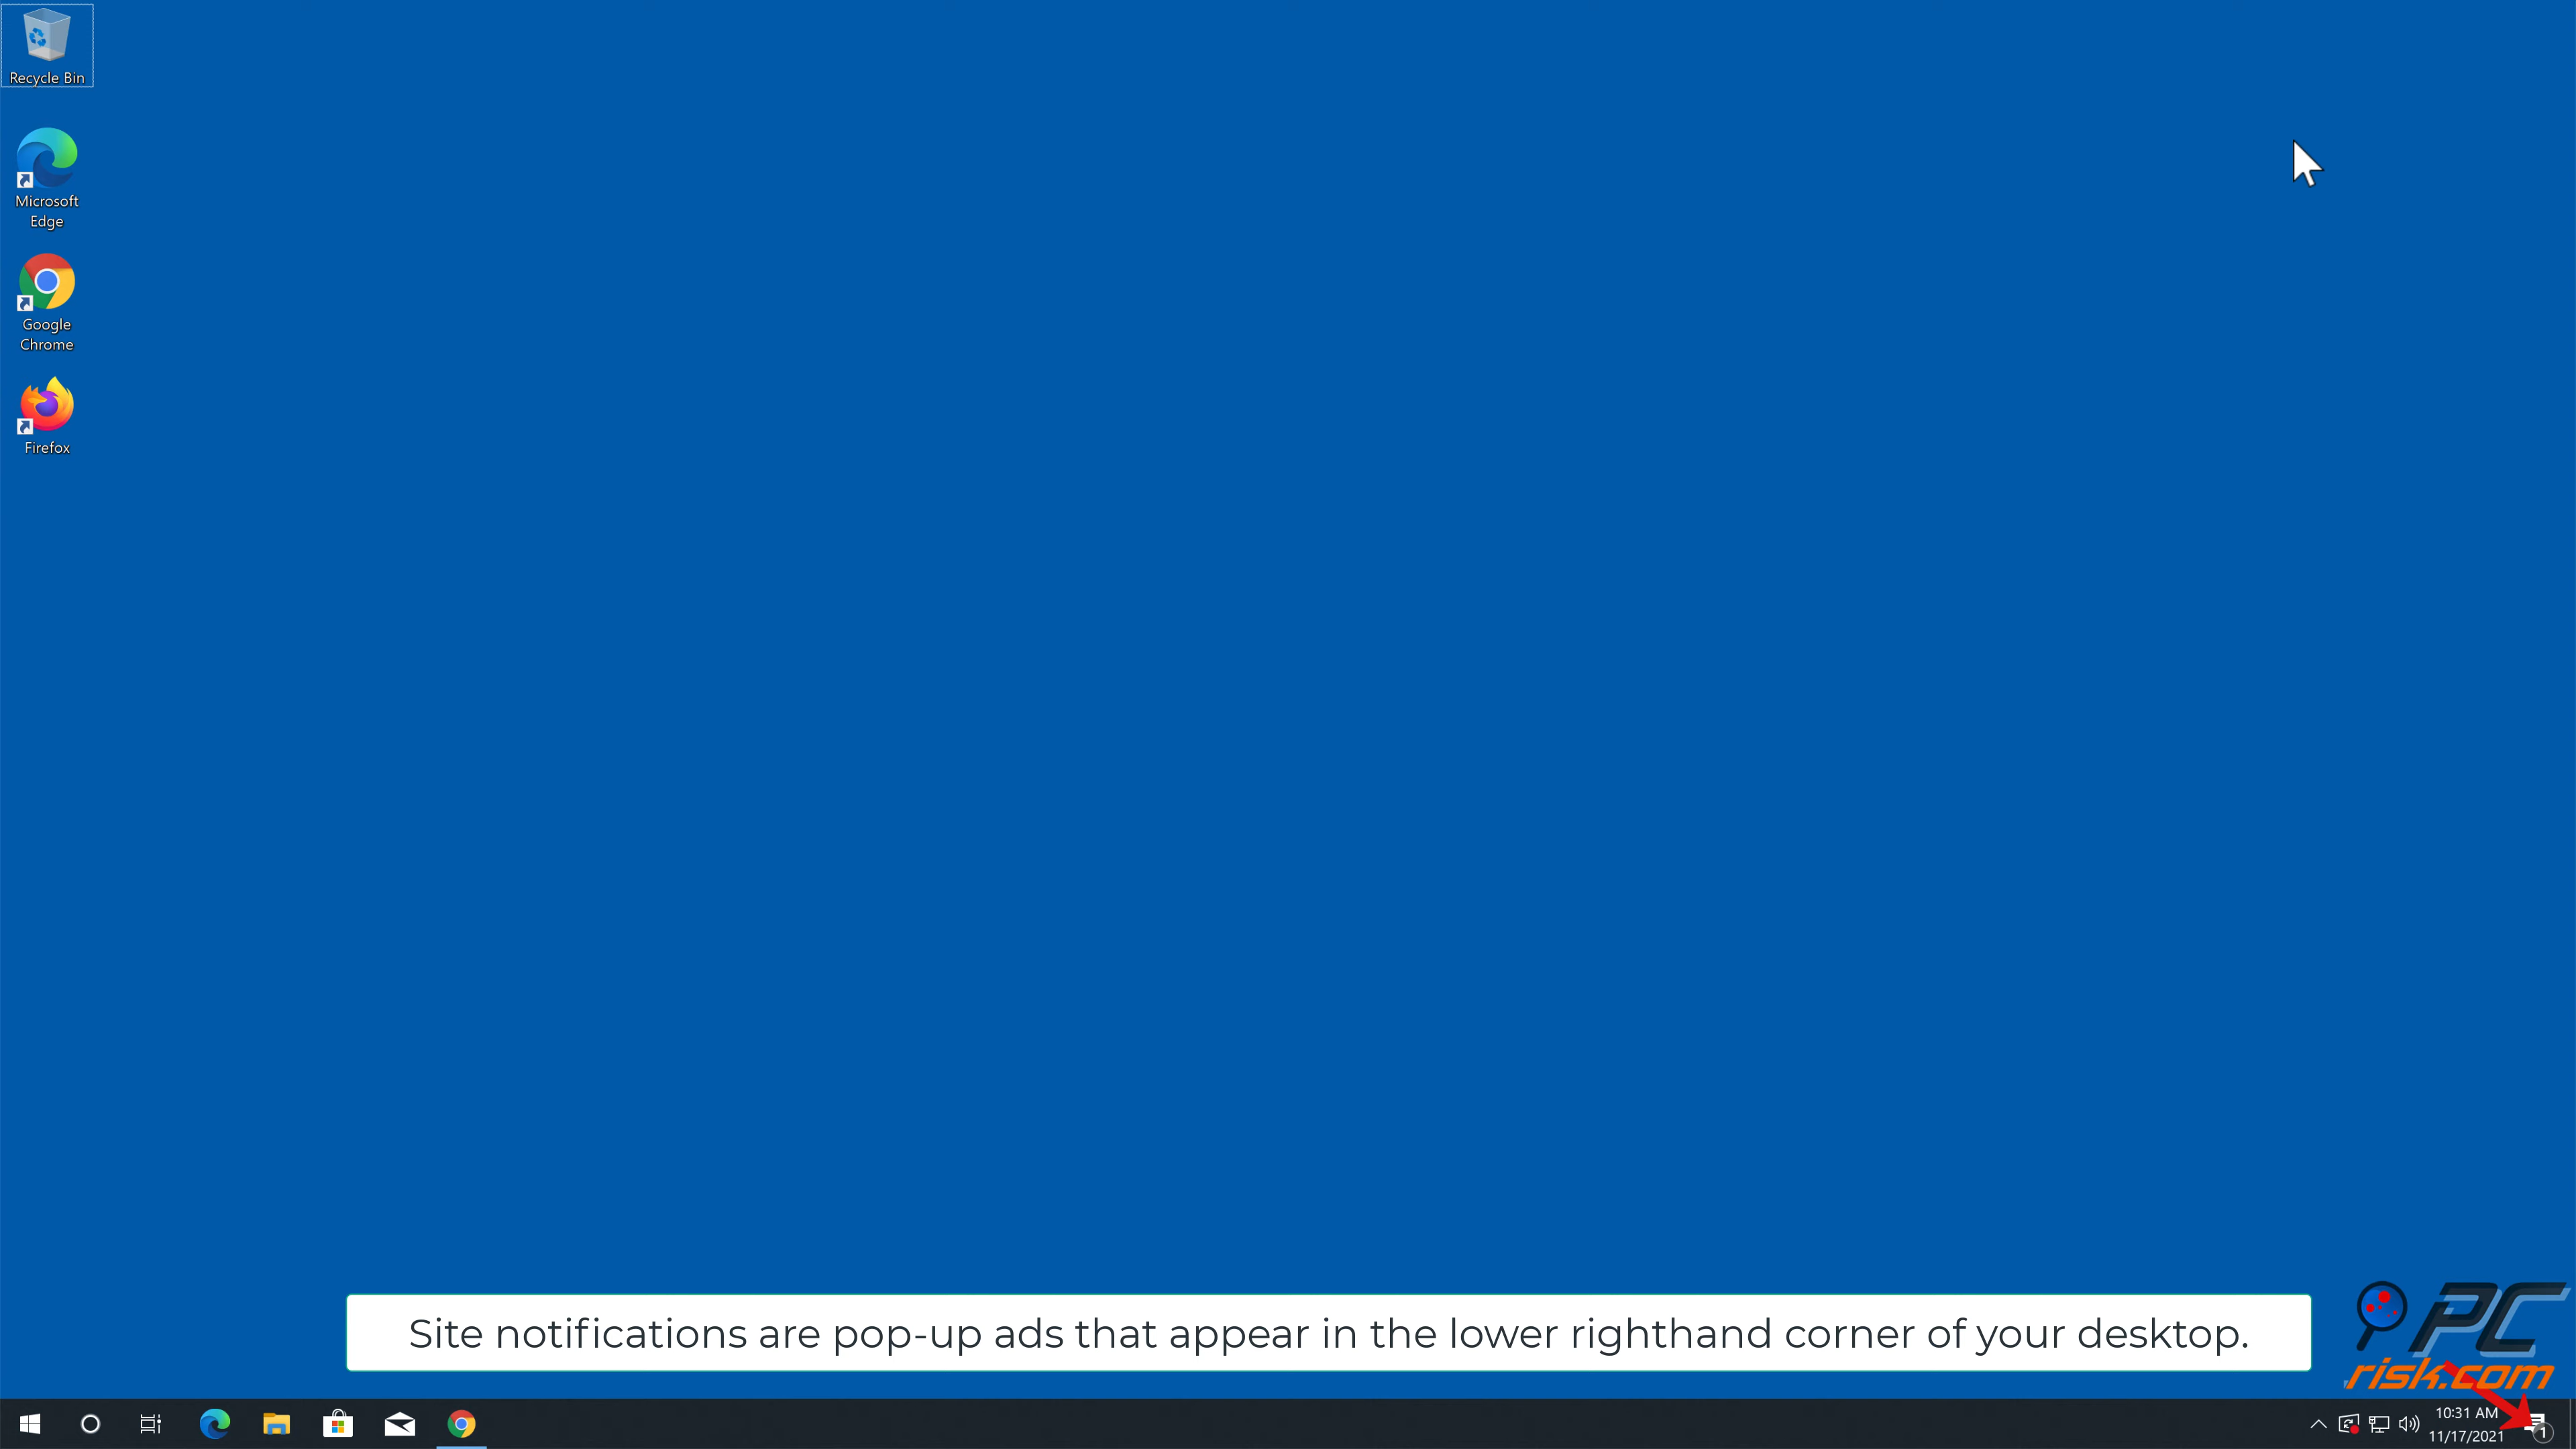 Recycle Bin
Microsoft
Edge
Google
Chrome
Firefox
Site notifications are pop-up ads that appear in the lower righthand corner of your desktop.
PC
risk.com
10:31 AM
11/17/2021
1